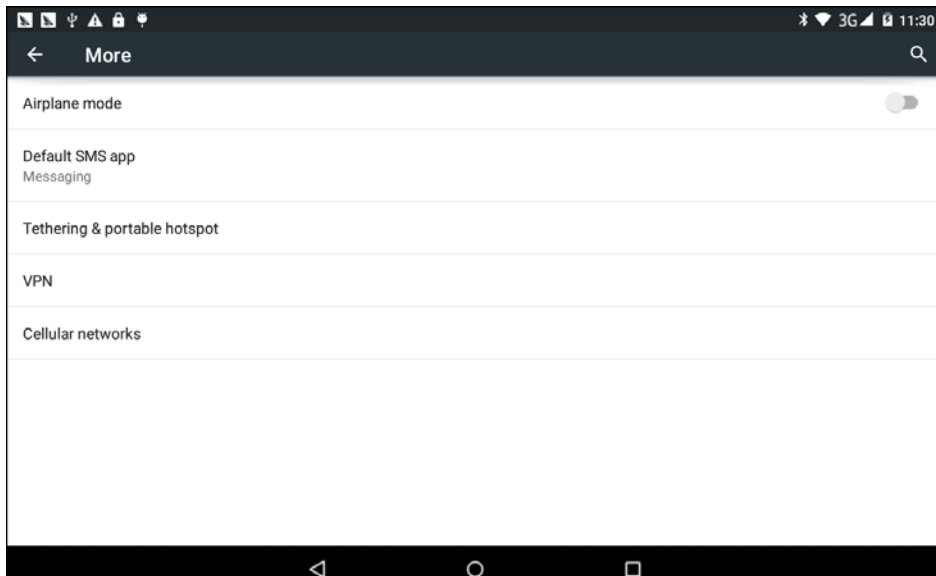 3G 11:30
More
Airplane mode
Default SMS app
Messaging
Tethering & portable hotspot
VPN
Cellular networks